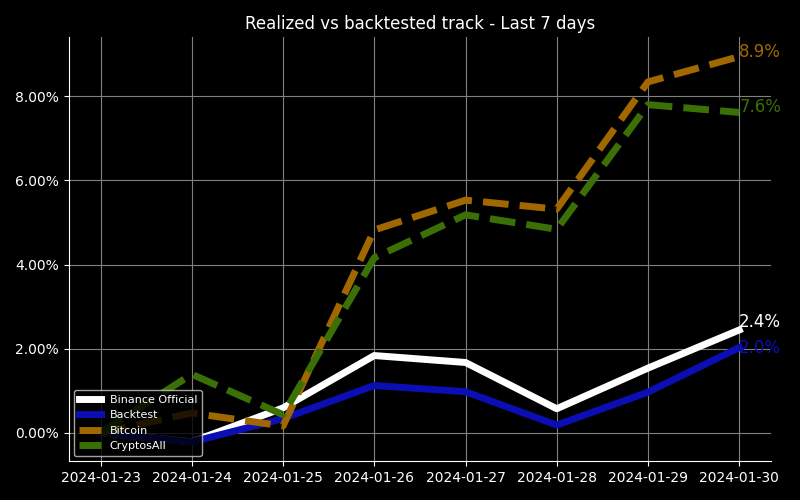 Realized vs backtested track - Last 7 days
8.9%
8.00%
7.6%
6.00%
4.00%
2.4%
2.00%
2.0%
Binance Official
Backtest
Bitcoin
CryptosAll
0.00%
2024-01-23 2024-01-24 2024-01-25 2024-01-26 2024-01-27 2024-01-28 2024-01-29 2024-01-30